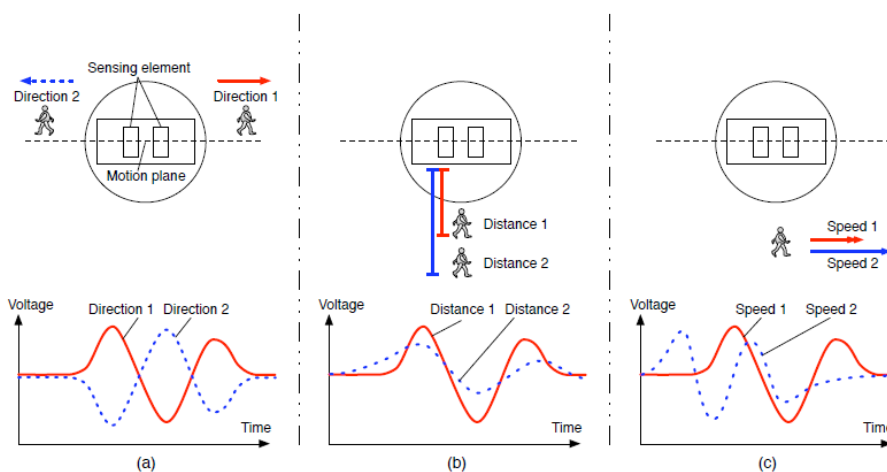 Sensing element
Direction 2
Direction 1
Motion plane
Voltage
Direction 1
Direction 2
Time
(a)
Distance 1
Distance 2
Voltage
Distance 1
Distance 2
Time
(b)
Speed 1
Speed 2
Voltage
Speed 1
Speed 2
Time
(c)